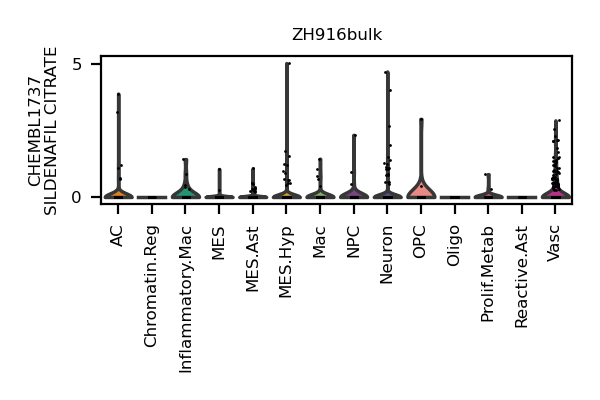 ZH916bulk
CHEMBL1737
SILDENAFIL CITRATE
5
0
AC
Chromatin.Reg
Inflammatory.Mac
MES
MES.Ast
MES.Hyp
Mac
NPC
Neuron
OPC
Oligo
Prolif.Metab
Reactive.Ast
Vasc